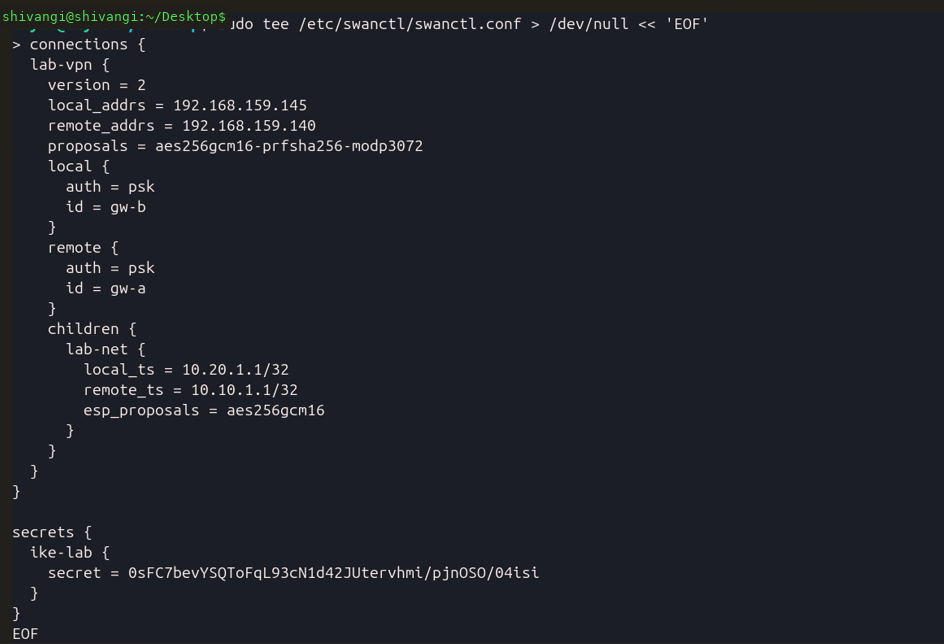 shivangi@shivangi:~/Desktop$ udo tee /etc/swanctl/swanctl.conf > /dev/null << 'EOF'
> connections {
  lab-vpn {
    version = 2
    local_addrs = 192.168.159.145
    remote_addrs = 192.168.159.140
    proposals = aes256gcm16-prfsha256-modp3072
    local {
      auth = psk
      id = gw-b
    }
    remote {
      auth = psk
      id = gw-a
    }
    children {
      lab-net {
        local_ts = 10.20.1.1/32
        remote_ts = 10.10.1.1/32
        esp_proposals = aes256gcm16
      }
    }
  }
}

secrets {
  ike-lab {
    secret = 0sFC7bevYSQToFqL93cN1d42JUtervhmi/pjnOSO/04isi
  }
}
EOF